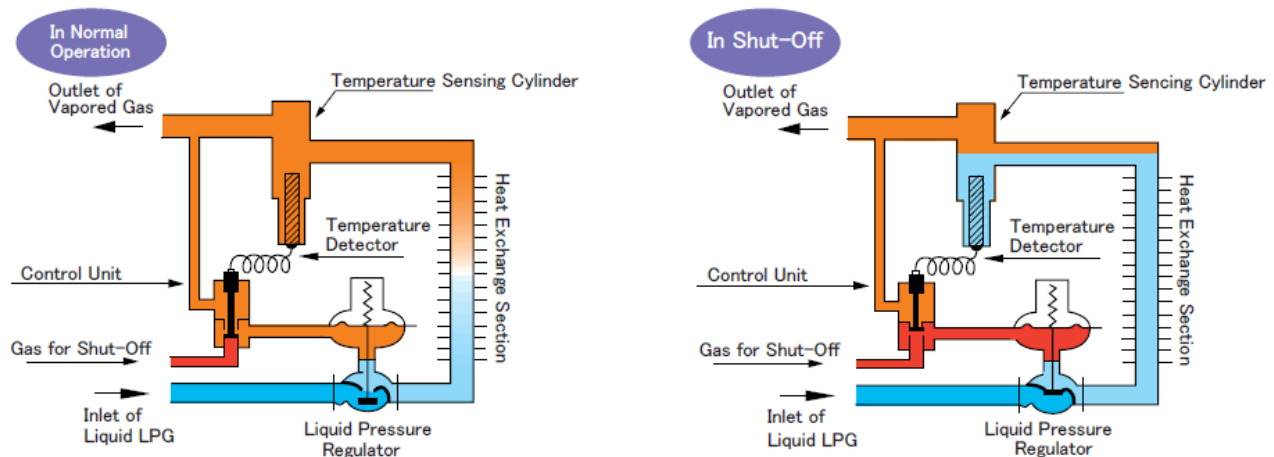 In Normal
Operation
Outlet of
Vapored Gas
Temperature Sensing Cylinder
Heat Exchange Section
Temperature
Detector
Control Unit
Gas for Shut-Off
Inlet of
Liquid LPG
Liquid Pressure
Regulator
In Shut-Off
Outlet of
Vapored Gas
Temperature Sencing Cylinder
Heat Exchange Section
Temperature
Detector
Control Unit
Gas for Shut-Off
Inlet of
Liquid LPG
Liquid Pressure
Regulator